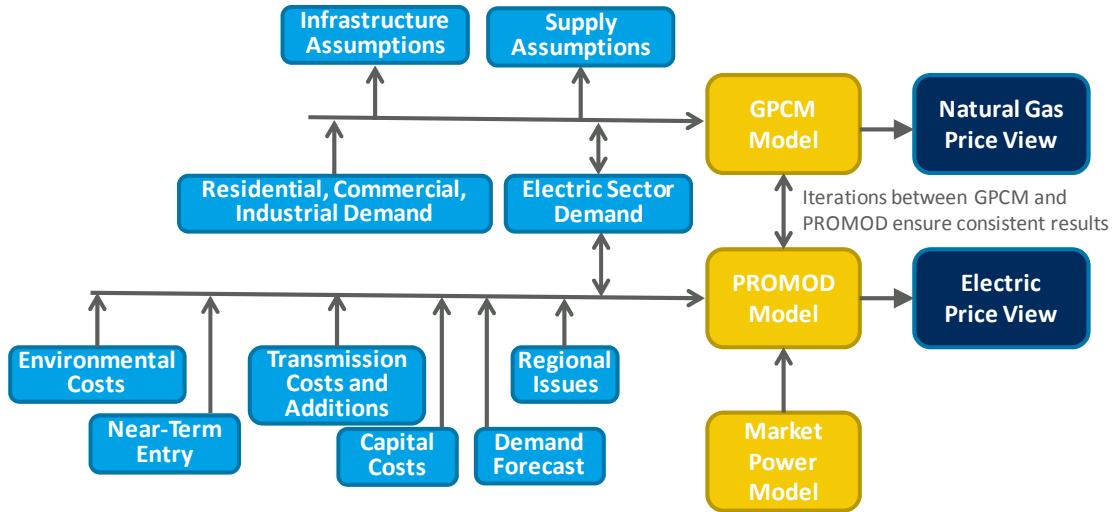 Infrastructure
Assumptions
Supply
Assumptions
GPCM
Model
Natural Gas
Price View
Residential, Commercial,
Industrial Demand
Electric Sector
Demand
Iterations between GPCM and
PROMOD ensure consistent results
PROMOD
Model
Electric
Price View
Environmental
Costs
Near-Term
Entry
Transmission
Costs and
Additions
Capital
Costs
Demand
Forecast
Regional
Issues
Market
Power
Model